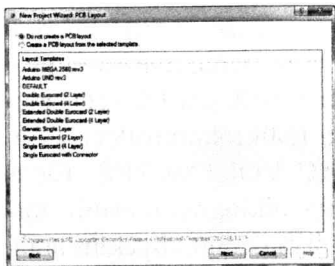 New Project Wizard: PCB Layout
Do not create a PCB layout
Create a PCB layout from the selected template
Layout Templates
Arduino MEGA 2560 rev3
Arduino UNO rev3
DEFAULT
Double Eurocard (2 Layer)
Double Eurocard (4 Layer)
Extended Double Eurocard (2 Layer)
Extended Double Eurocard (4 Layer)
Generic Single Layer
Single Eurocard (2 Layer)
Single Eurocard (4 Layer)
Single Eurocard with Connector
Back
Next
Cancel
Help